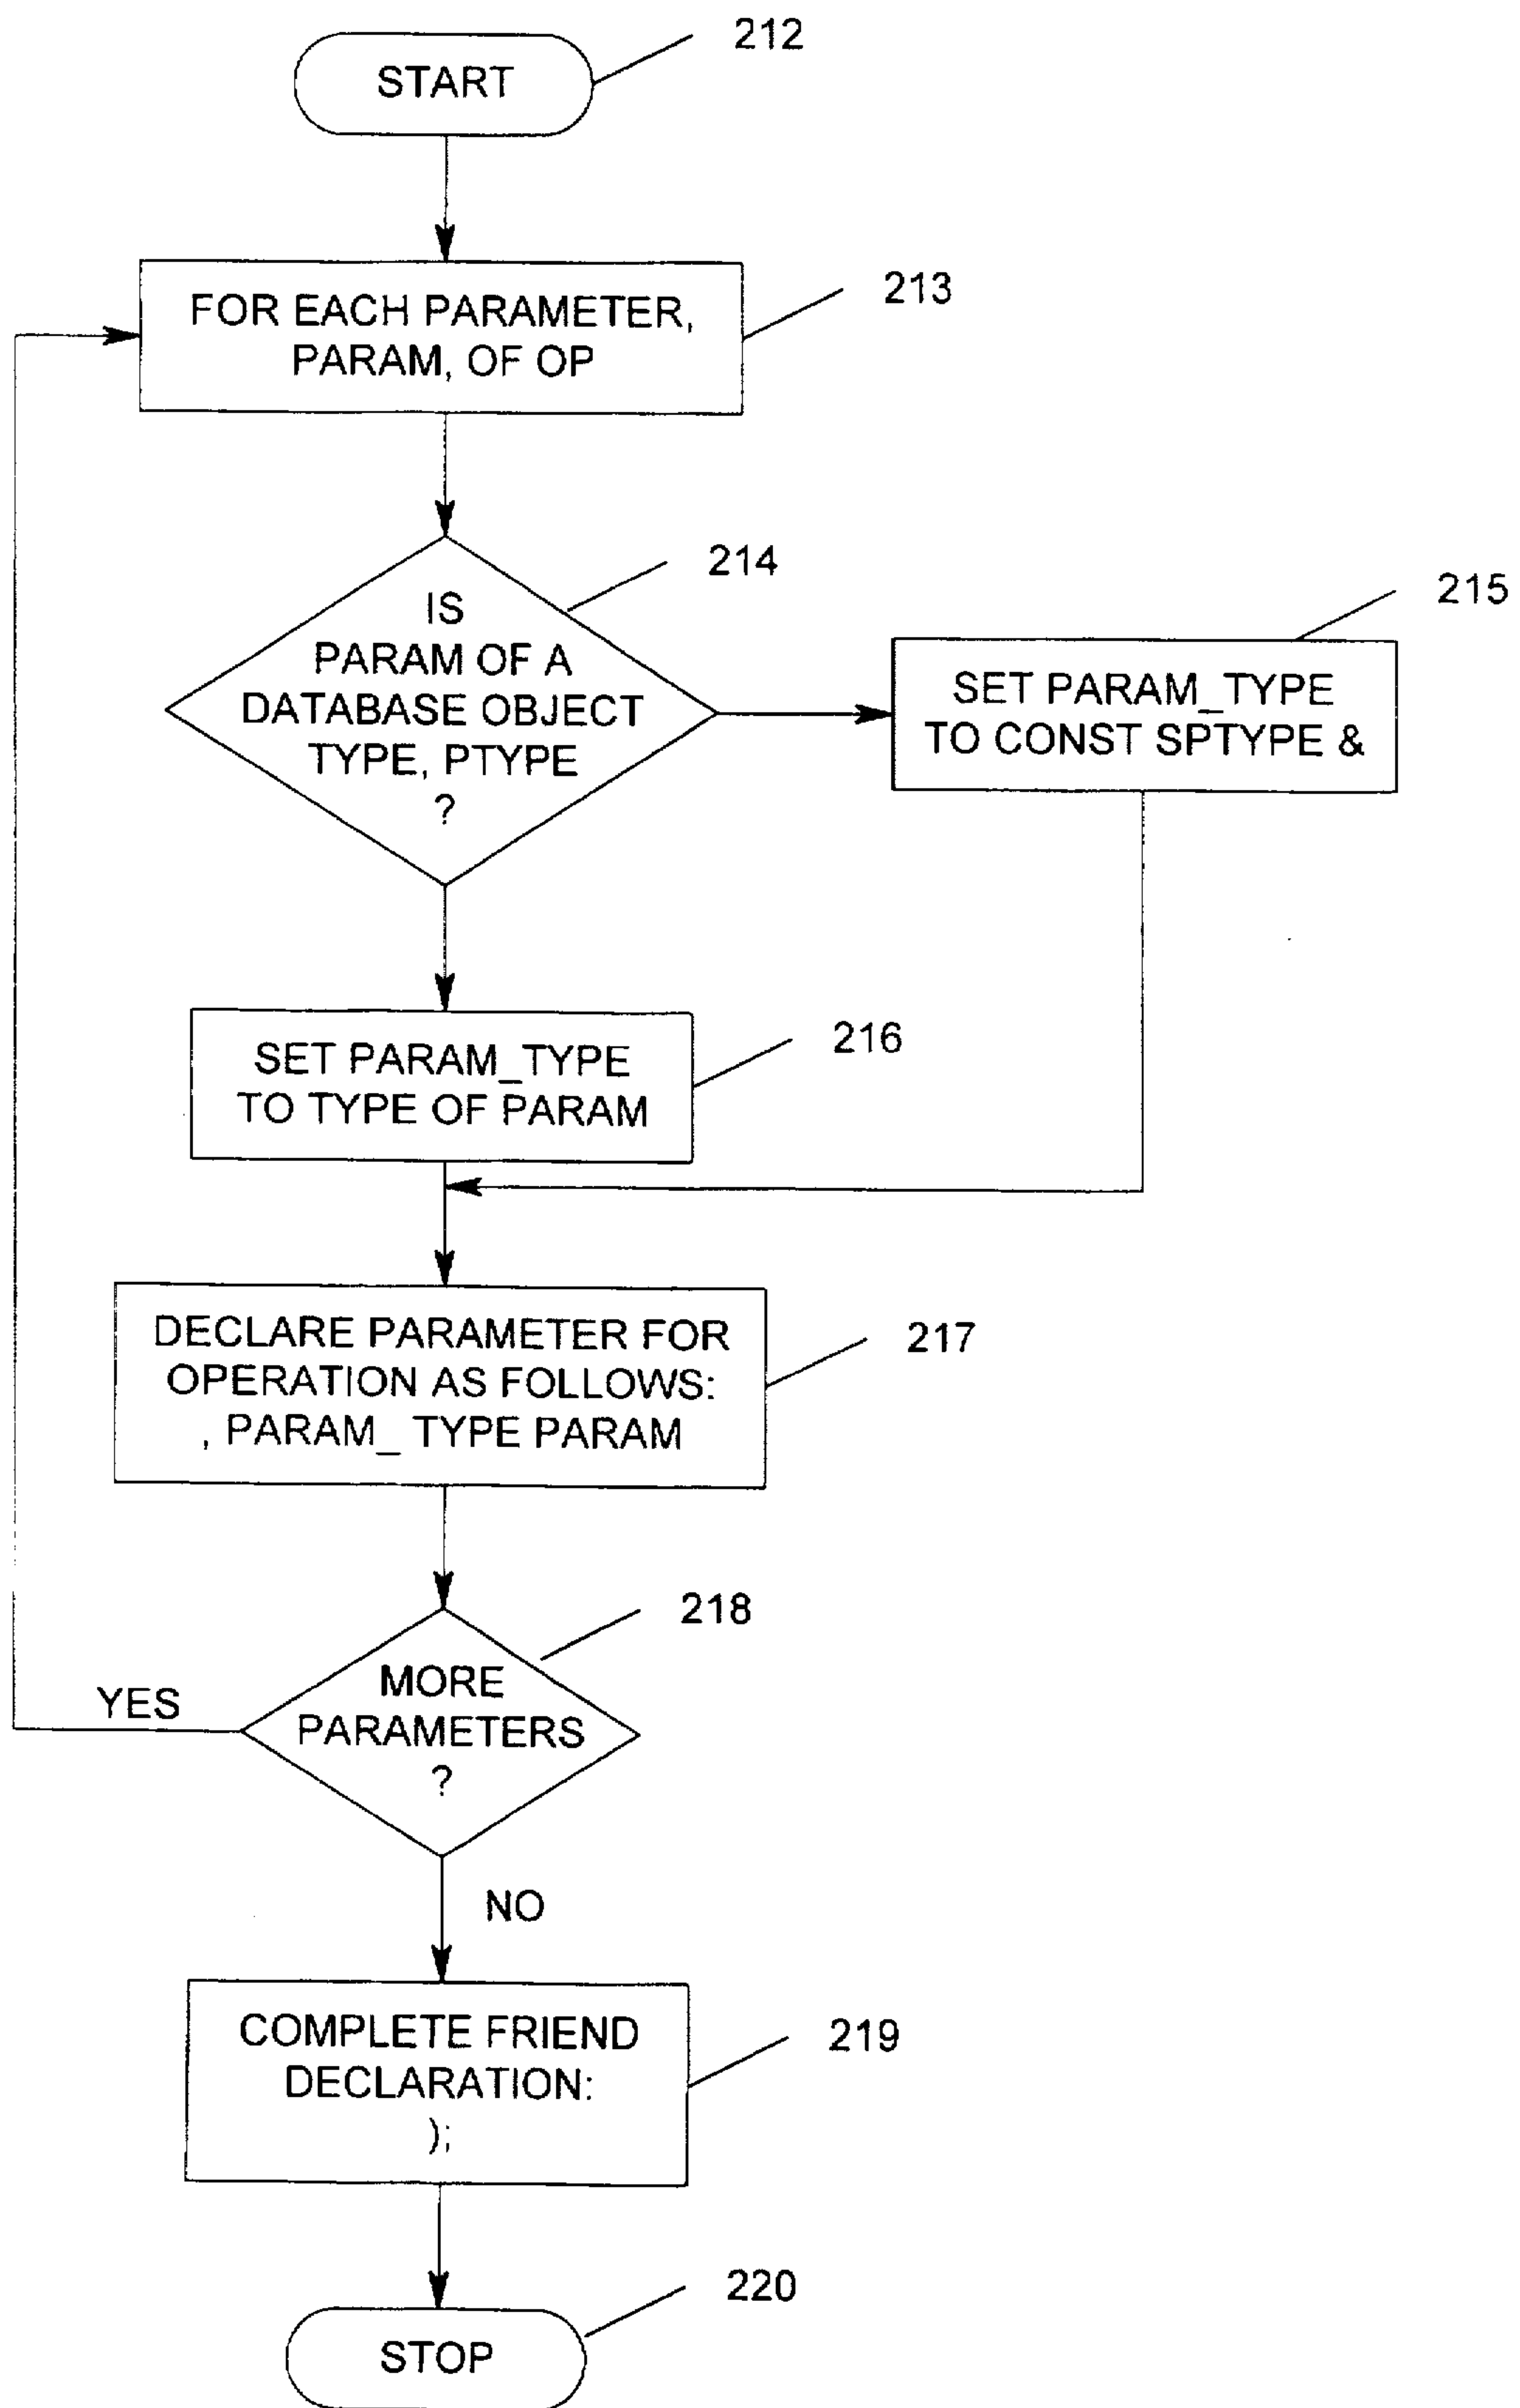 START
212
FOR EACH PARAMETER,
PARAM, OF OP
213
IS
PARAM OF A
DATABASE OBJECT
TYPE, PTYPE
?
214
SET PARAM_TYPE
TO CONST SPTYPE &
215
SET PARAM_TYPE
TO TYPE OF PARAM
216
DECLARE PARAMETER FOR
OPERATION AS FOLLOWS:
, PARAM_ TYPE PARAM
217
MORE
PARAMETERS
?
218
YES
NO
COMPLETE FRIEND
DECLARATION:
);
219
STOP
220